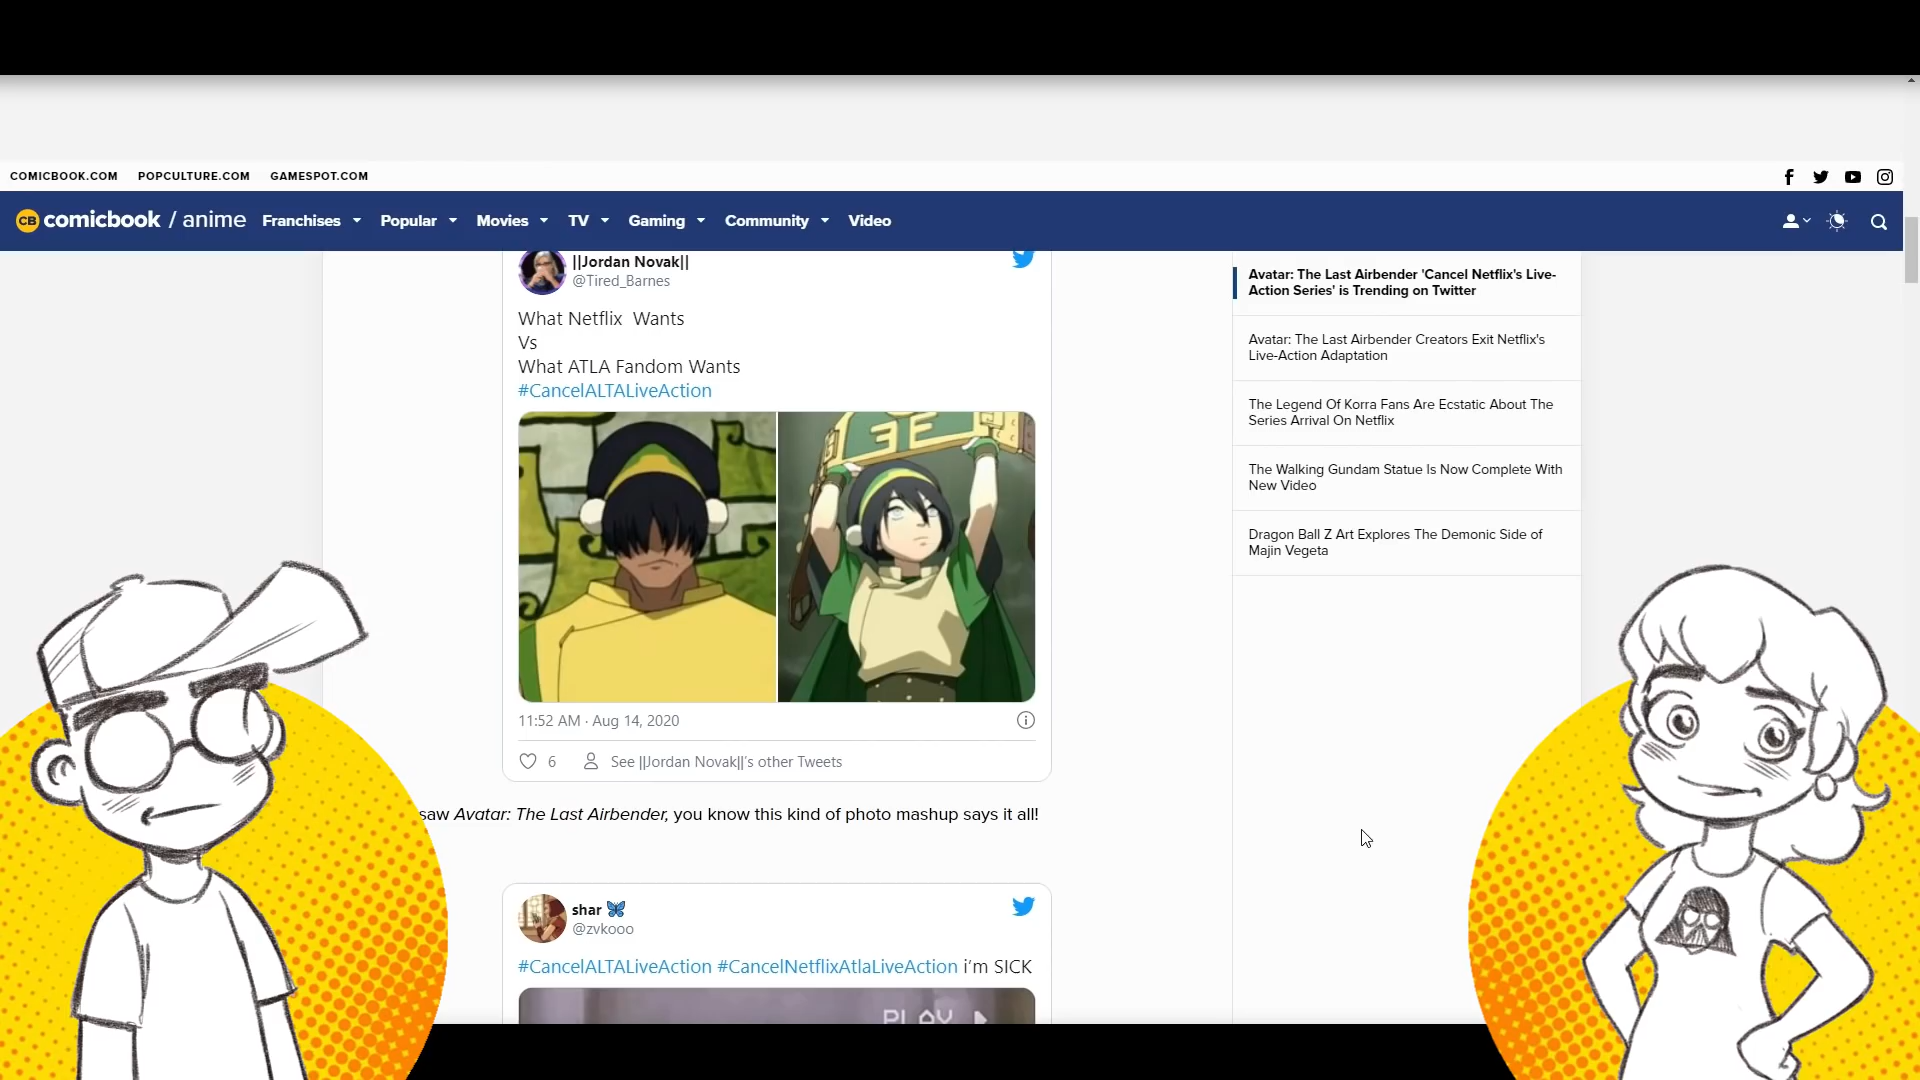 COMICBOOK.COM POPCULTURE.COM GAMESPOT.COM
CB comicbook / anime Franchises Popular Movies TV Gaming Community Video
||Jordan Novak||
@Tired_Barnes
What Netflix Wants
Vs
What ATLA Fandom Wants
#CancelALTALiveAction
11:52 AM · Aug 14, 2020
6 See ||Jordan Novak||'s other Tweets
saw Avatar: The Last Airbender, you know this kind of photo mashup says it all!
shar
@zvkooo
#CancelALTALiveAction #CancelNetflixAtlaLiveAction i'm SICK
PLAY
Avatar: The Last Airbender 'Cancel Netflix's Live-
Action Series' is Trending on Twitter
Avatar: The Last Airbender Creators Exit Netflix's
Live-Action Adaptation
The Legend Of Korra Fans Are Ecstatic About The
Series Arrival On Netflix
The Walking Gundam Statue Is Now Complete With
New Video
Dragon Ball Z Art Explores The Demonic Side of
Majin Vegeta